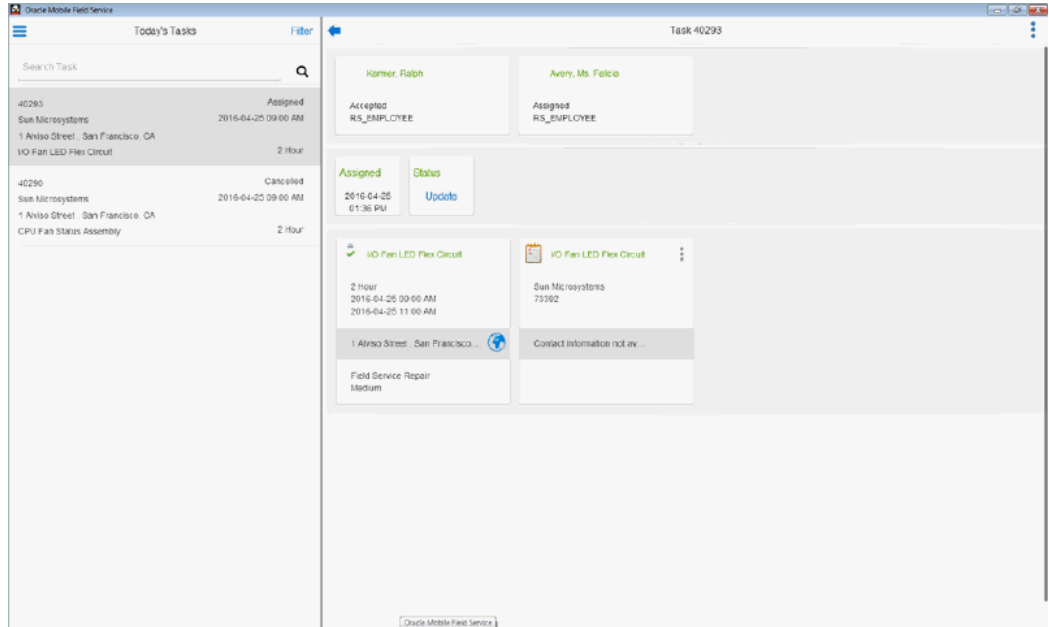 Oracle Mobile Field Service
Today's Tasks
Filter
Search Task
40293
Assigned
Sun Microsystems
2016-04-25 09:00 AM
1 Alviso Street , San Francisco, CA
I/O Fan LED Flex Circuit
2 Hour
40290
Cancelled
Sun Microsystems
2016-04-25 09:00 AM
1 Alviso Street , San Francisco, CA
CPU Fan Status Assembly
2 Hour
Task 40293
Kormer, Ralph
Accepted
RS_EMPLOYEE
Avery, Ms. Felicia
Assigned
RS_EMPLOYEE
Assigned
2016-04-25
01:36 PM
Status
Update
I/O Fan LED Flex Circuit
2 Hour
2016-04-25 09:00 AM
2016-04-25 11:00 AM
1 Alviso Street , San Francisco...
Field Service Repair
Medium
I/O Fan LED Flex Circuit
Sun Microsystems
73392
Contact information not av...
Oracle Mobile Field Service